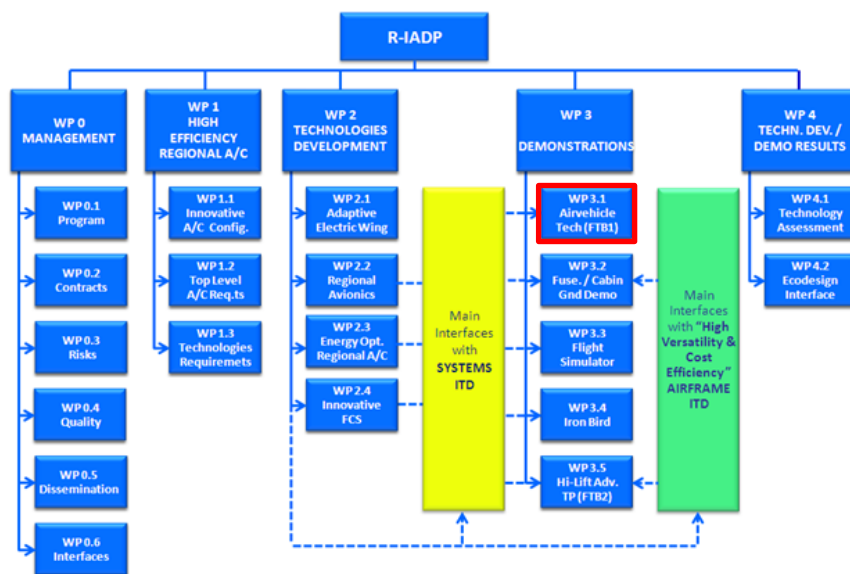 R-IADP
WP 0
MANAGEMENT
WP 1
HIGH
EFFICIENCY
REGIONAL A/C
WP 2
TECHNOLOGIES
DEVELOPMENT
WP 3
DEMONSTRATIONS
WP 4
TECHN. DEV. /
DEMO RESULTS
WP 0.1
Program
WP 0.2
Contracts
WP 0.3
Risks
WP 0.4
Quality
WP 0.5
Dissemination
WP 0.6
Interfaces
WP 1.1
Innovative
A/C Config.
WP 1.2
Top Level
A/C Req.ts
WP 1.3
Technologies
Requiremets
WP 2.1
Adaptive
Electric Wing
WP 2.2
Regional
Avionics
WP 2.3
Energy Opt.
Regional A/C
WP 2.4
Innovative
FCS
Main
Interfaces
with
SYSTEMS
ITD
WP 3.1
Airvehicle
Tech (FTB1)
WP 3.2
Fuse. / Cabin
Gnd Demo
WP 3.3
Flight
Simulator
WP 3.4
Iron Bird
WP 3.5
Hi-Lift Adv.
TP (FTB2)
Main
Interfaces
with "High
Versatility &
Cost
Efficiency"
AIRFRAME
ITD
WP 4.1
Technology
Assessment
WP 4.2
Ecodesign
Interface